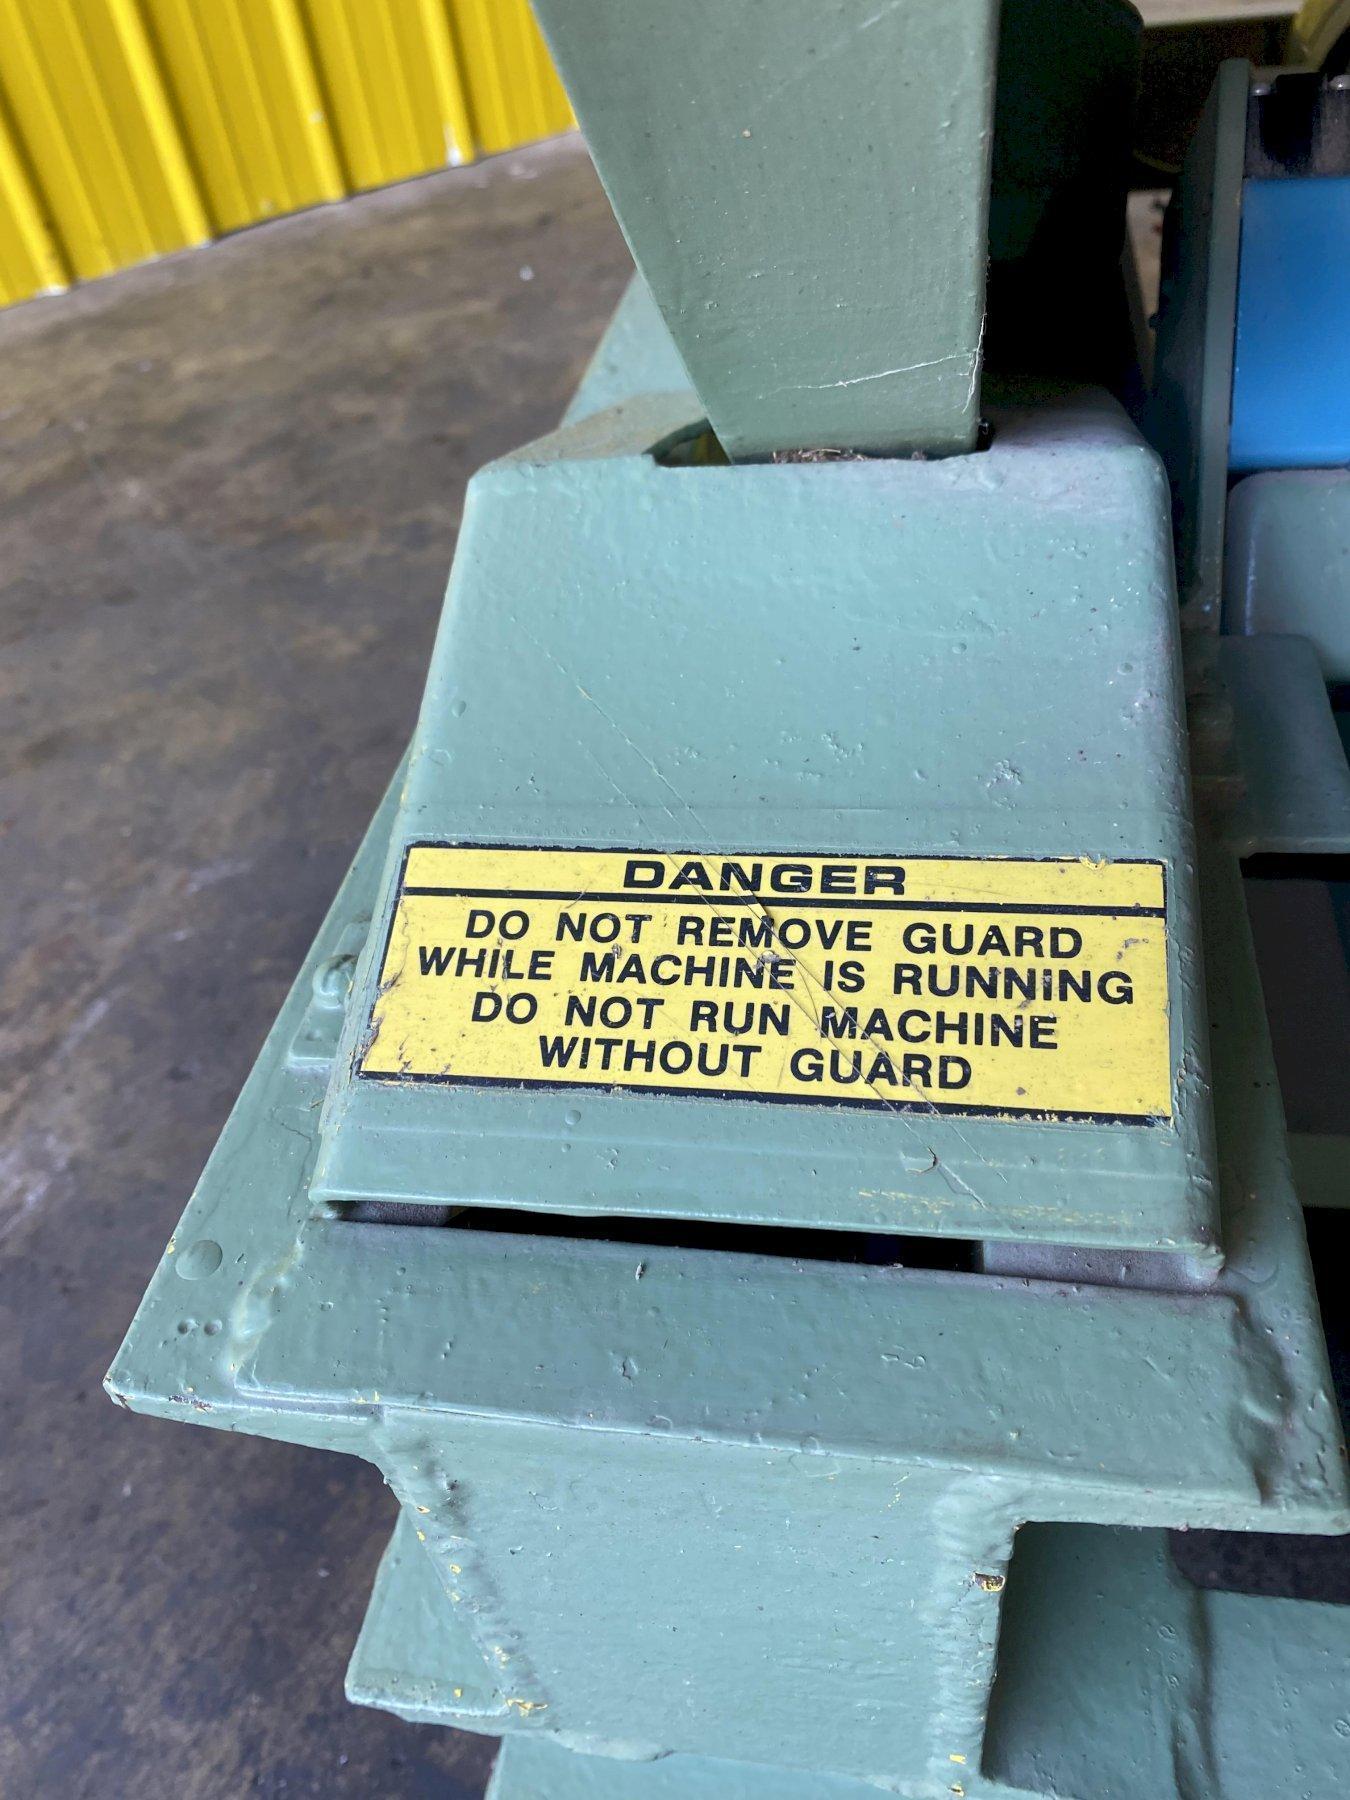 DANGER
DO NOT REMOVE GUARD
WHILE MACHINE IS RUNNING
DO NOT RUN MACHINE
WITHOUT GUARD